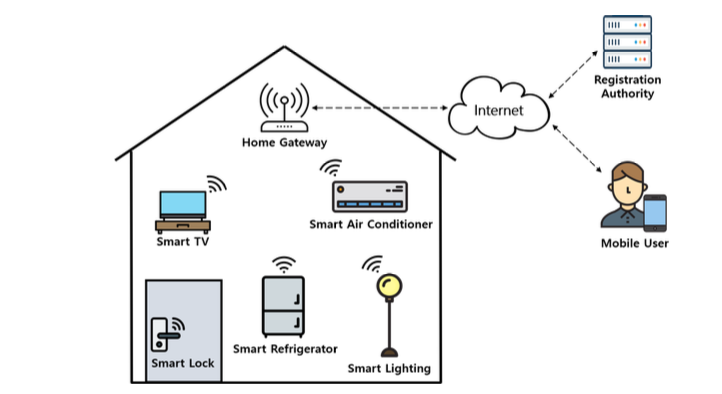 Registration
Authority
Internet
Home Gateway
Smart TV
Smart Air Conditioner
Mobile User
Smart Lock
Smart Refrigerator
Smart Lighting